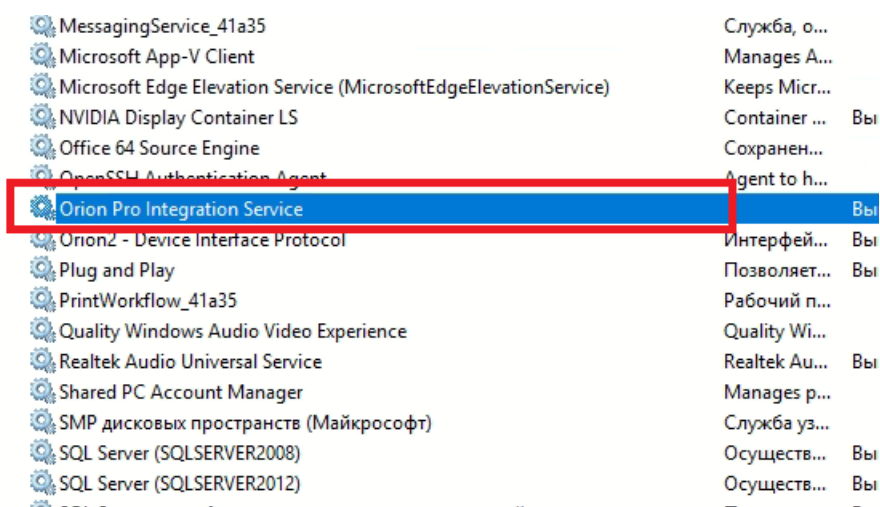 MessagingService_41a35 Служба, о...
Microsoft App-V Client Manages A...
Microsoft Edge Elevation Service (MicrosoftEdgeElevationService) Keeps Micr...
NVIDIA Display Container LS Container ... Вы
Office 64 Source Engine Сохранен...
OpenSSH Authentication Agent Agent to h...
Orion Pro Integration Service Вы
Orion2 - Device Interface Protocol Интерфей... Вы
Plug and Play Позволяет... Вы
PrintWorkflow_41a35 Рабочий п...
Quality Windows Audio Video Experience Quality Wi...
Realtek Audio Universal Service Realtek Au... Вы
Shared PC Account Manager Manages p...
SMP дисковых пространств (Майкрософт) Служба уз...
SQL Server (SQLSERVER2008) Осуществ... Вы
SQL Server (SQLSERVER2012) Осуществ... Вы